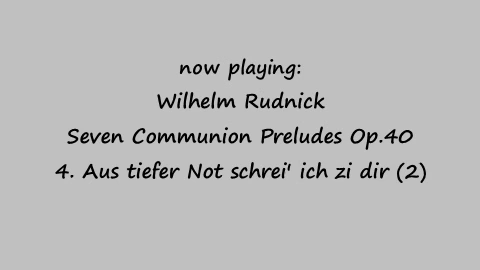 now playing:
Wilhelm Rudnick
Seven Communion Preludes Op.40
4. Aus tiefer Not schrei' ich zi dir (2)